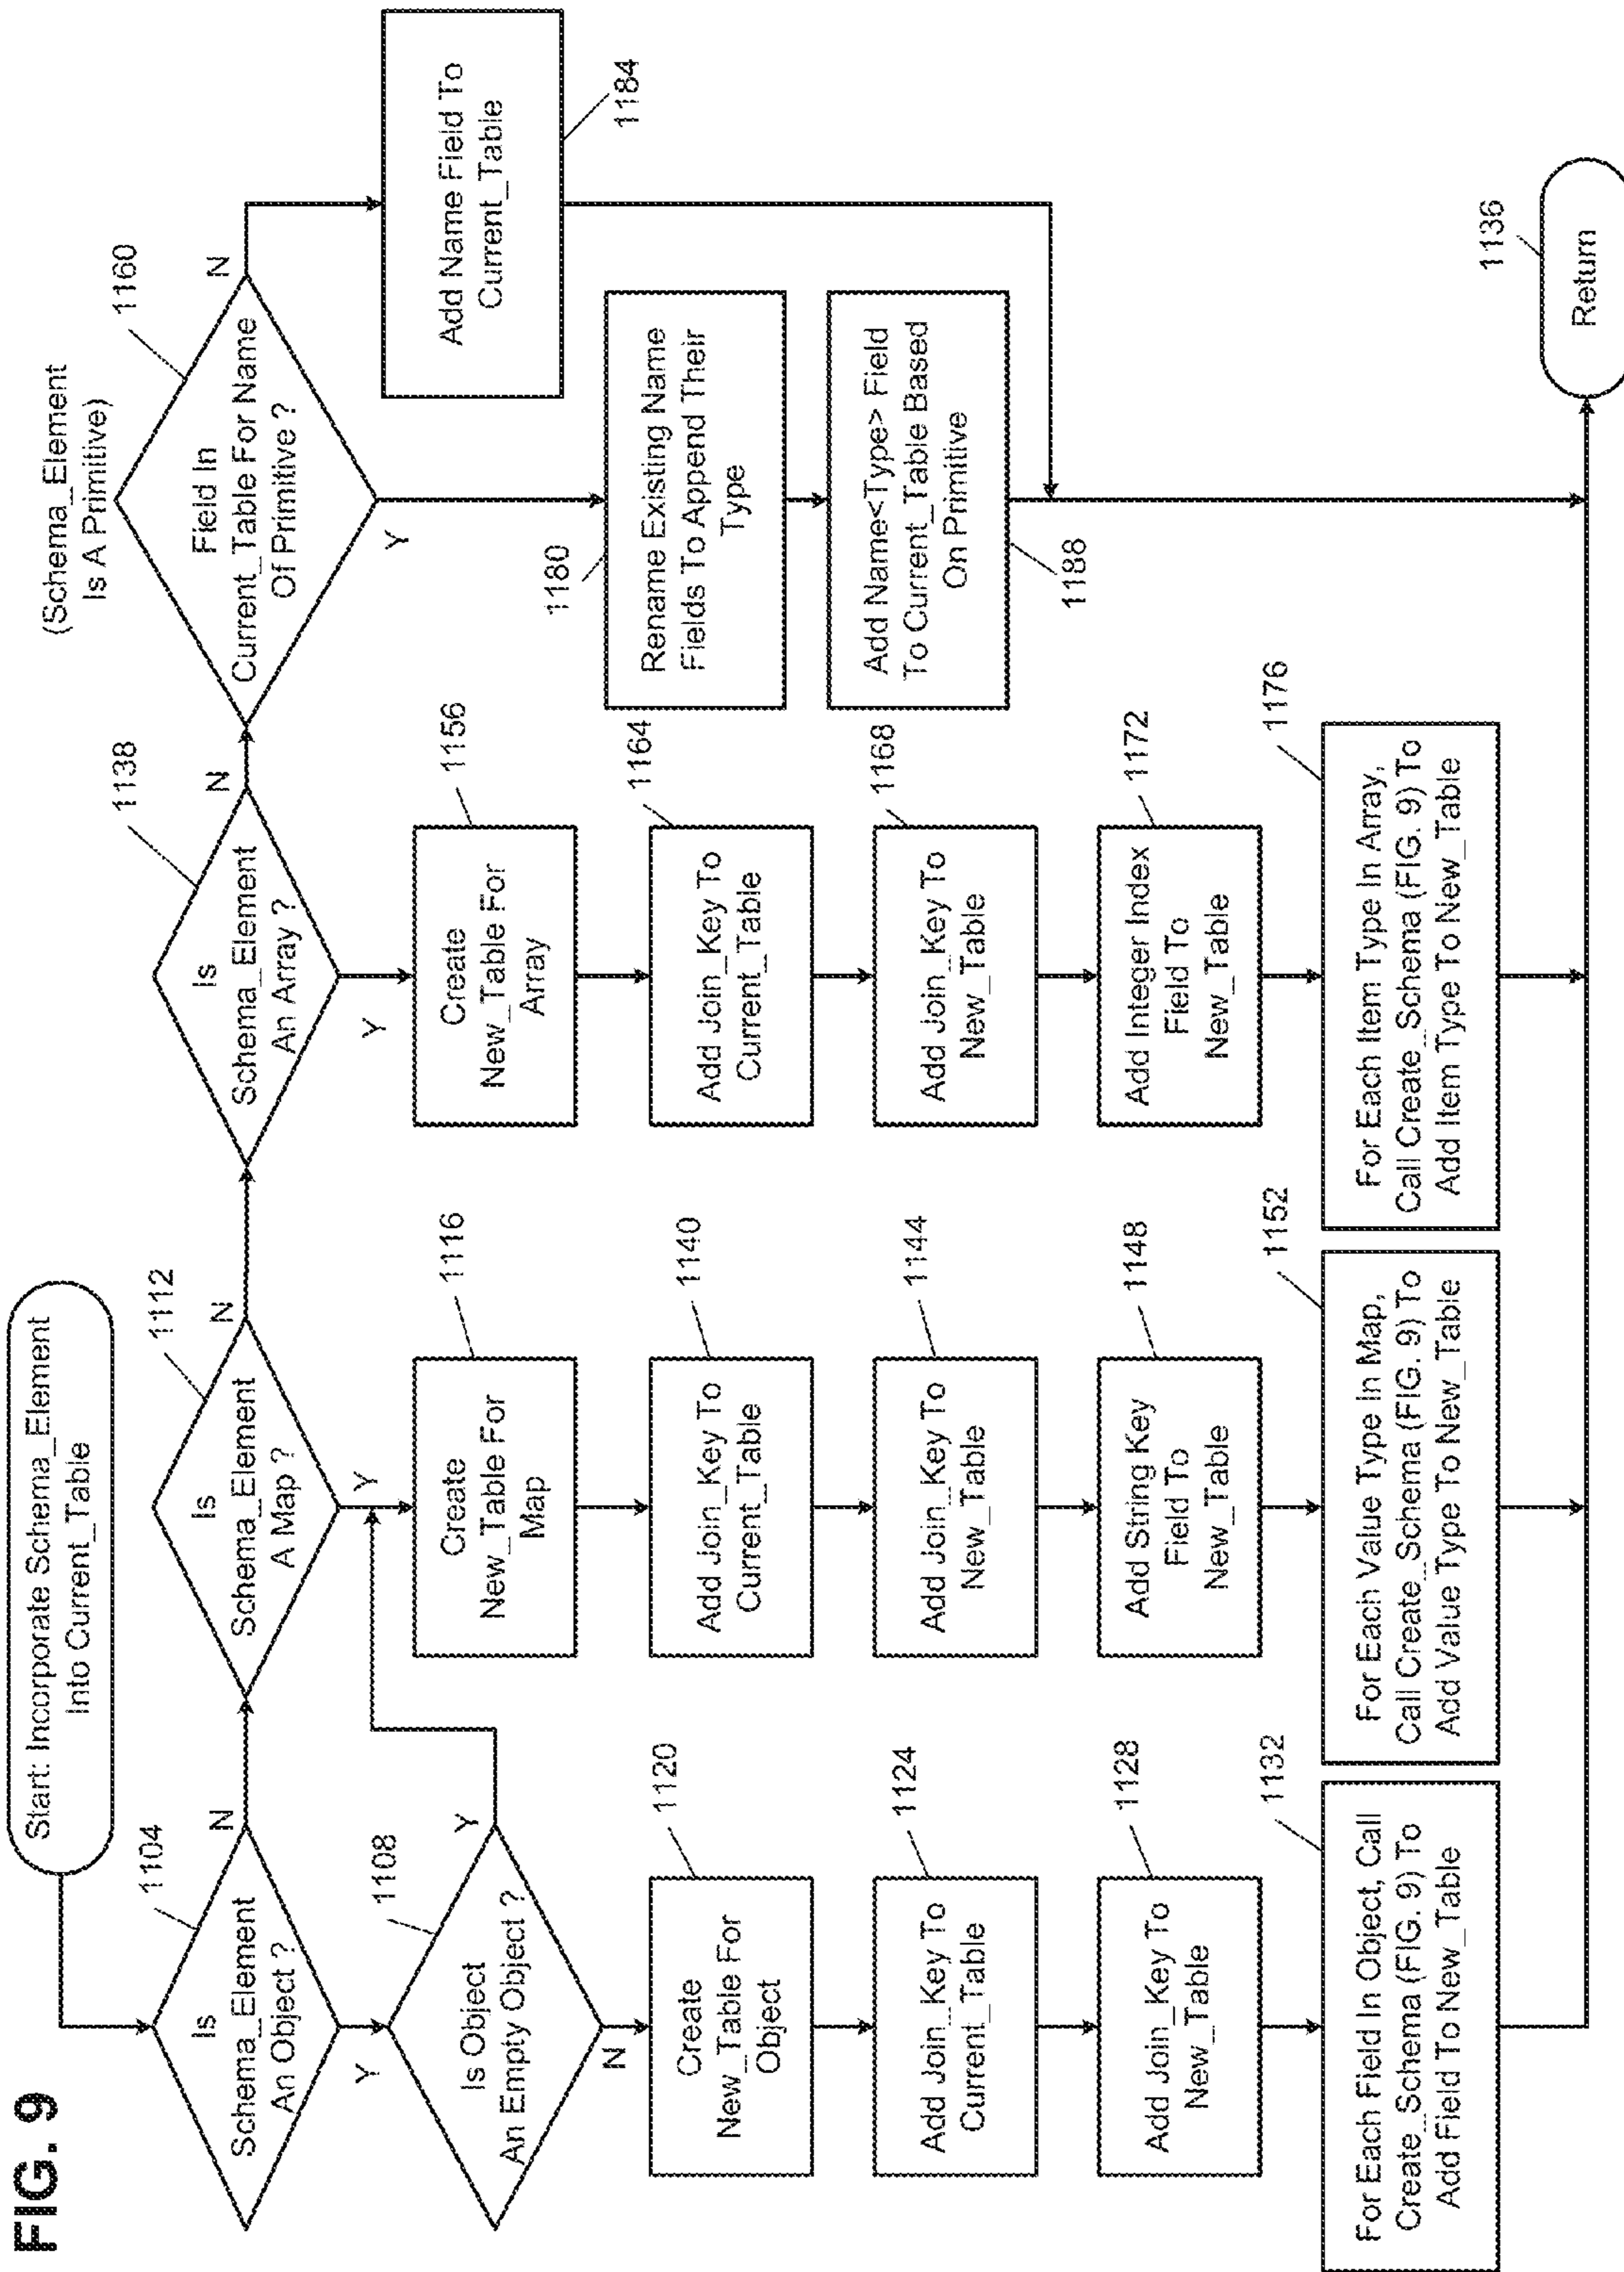 FIG. 9
Start: Incorporate Schema_Element
Into Current_Table
1104
Is
Schema_Element
An Object ?
N
Y
1108
Is Object
An Empty Object ?
Y
N
1120
Create
New_Table For
Object
1124
Add Join_Key To
Current_Table
1128
Add Join_Key To
New_Table
1132
For Each Field In Object, Call
Create_Schema (FIG. 9) To
Add Field To New_Table
1112
Is
Schema_Element
A Map ?
N
Y
1116
Create
New_Table For
Map
1140
Add Join_Key To
Current_Table
1144
Add Join_Key To
New_Table
1148
Add String Key
Field To
New_Table
1152
For Each Value Type In Map,
Call Create_Schema (FIG. 9) To
Add Value Type To New_Table
1138
Is
Schema_Element
An Array ?
N
Y
1156
Create
New_Table For
Array
1164
Add Join_Key To
Current_Table
1168
Add Join_Key To
New_Table
1172
Add Integer Index
Field To
New_Table
1176
For Each Item Type In Array,
Call Create_Schema (FIG. 9) To
Add Item Type To New_Table
(Schema_Element
Is A Primitive)
1160
Field In
Current_Table For Name
Of Primitive ?
N
Y
1180
Rename Existing Name
Fields To Append Their
Type
Add Name<Type> Field
To Current_Table Based
On Primitive
1188
Add Name Field To
Current_Table
1184
1136
Return